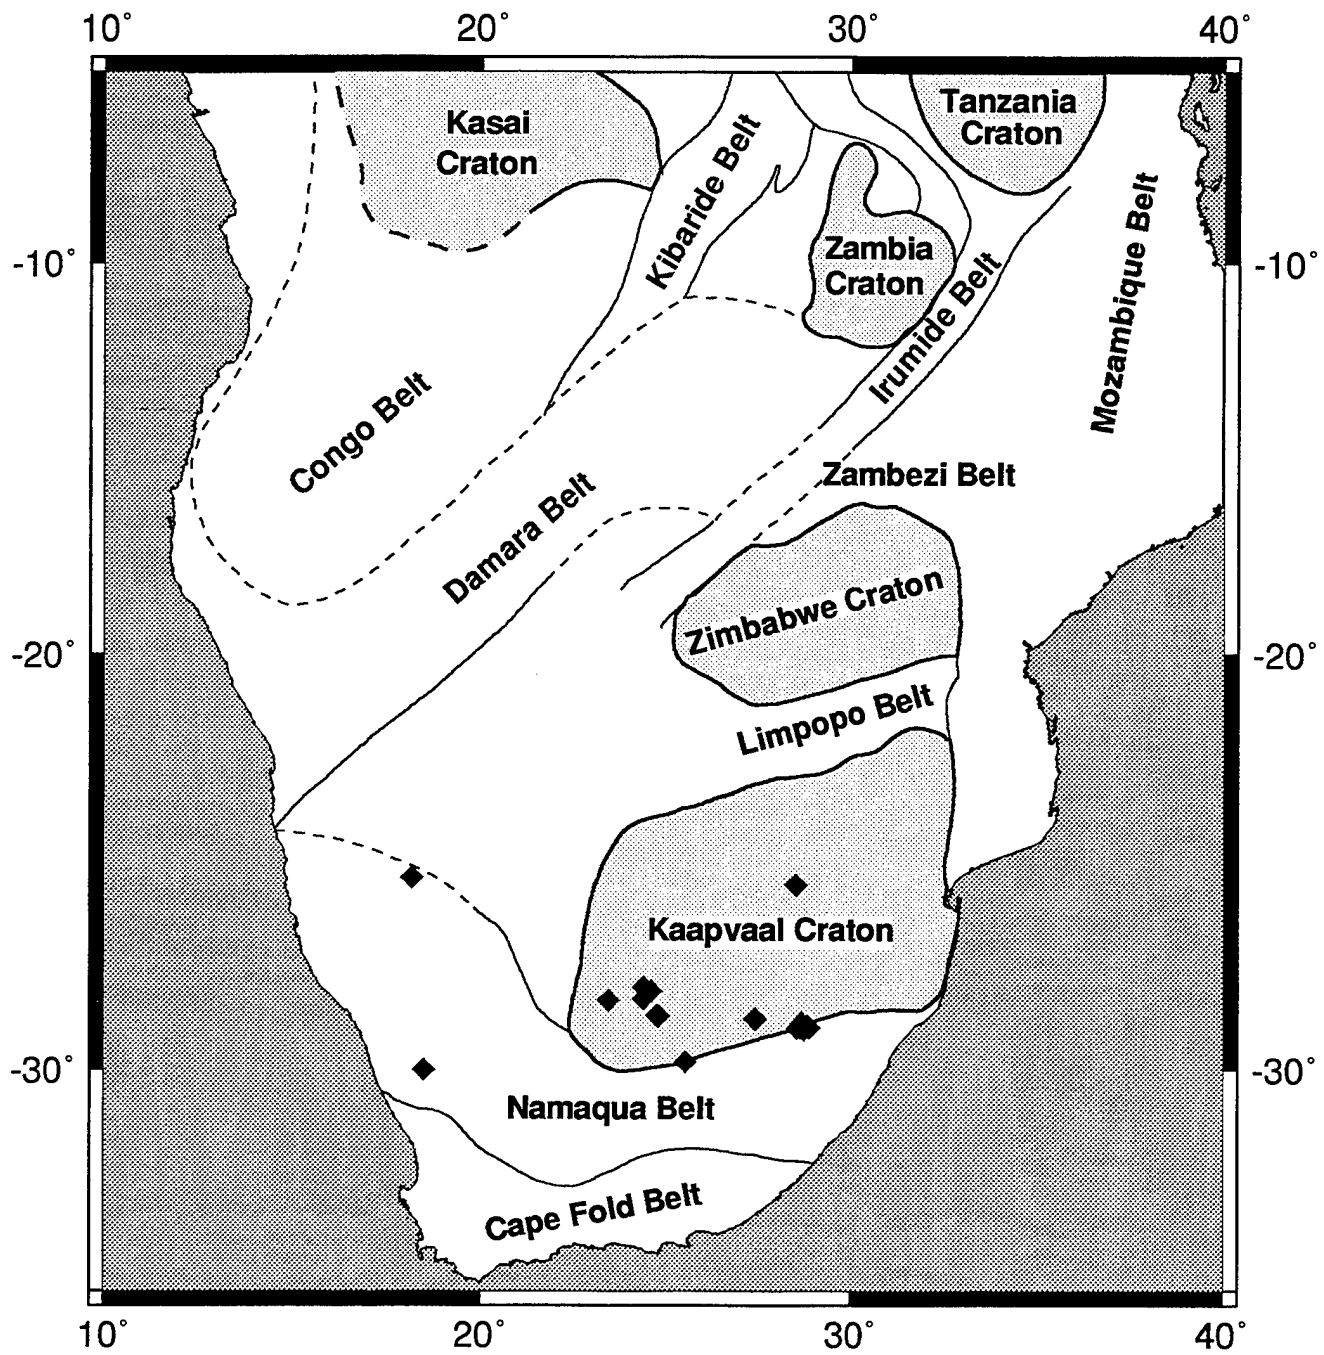 10° 20° 30° 40°
Kasai
Craton
Kibaride Belt
Tanzania
Craton
Zambia
Craton
Mozambique Belt
-10° -10°
Irumide Belt
Congo Belt
Zambezi Belt
Damara Belt
Zimbabwe Craton
-20° -20°
Limpopo Belt
Kaapvaal Craton
-30° -30°
Namaqua Belt
Cape Fold Belt
10° 20° 30° 40°